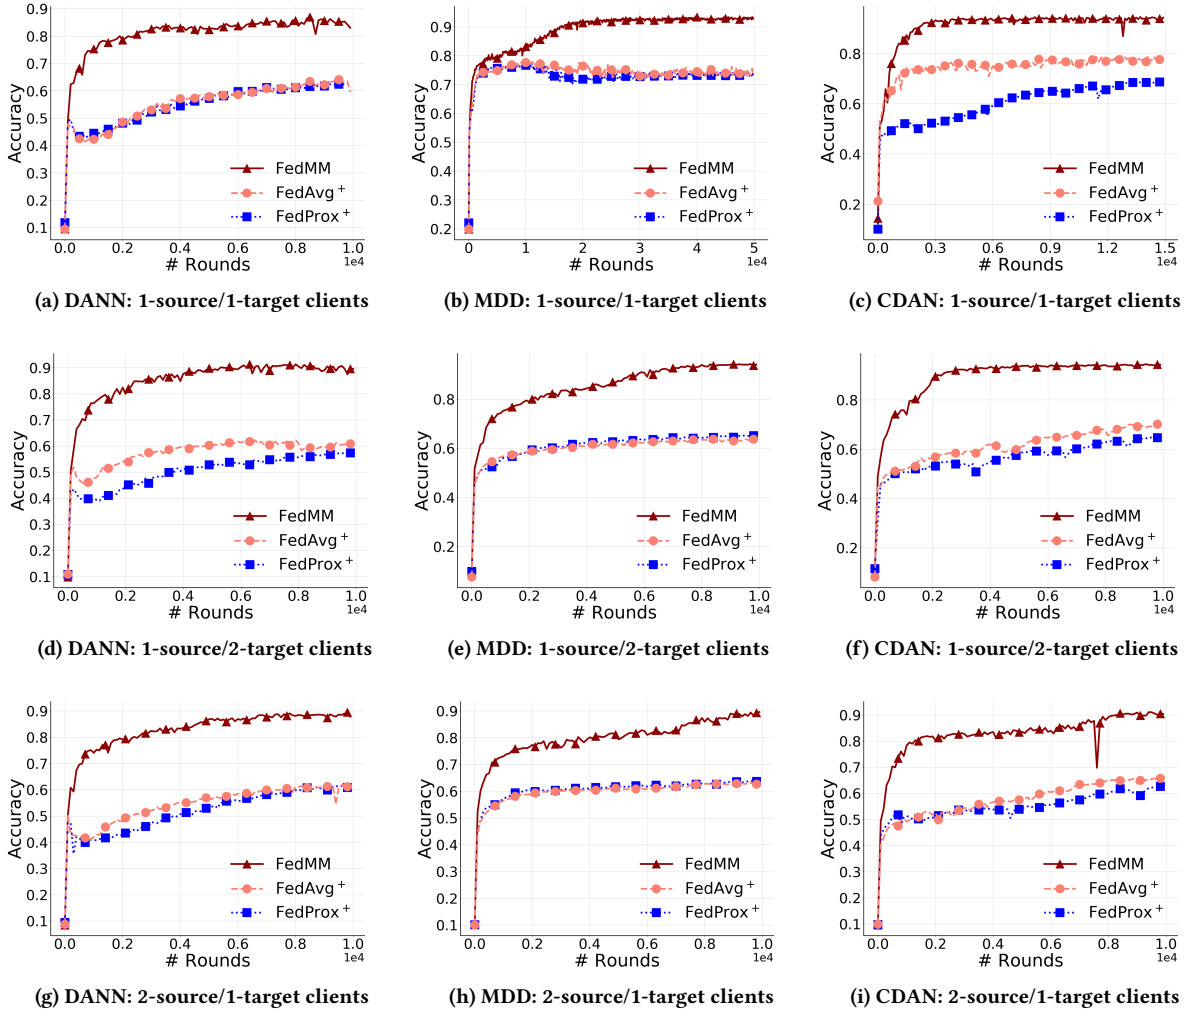 0.9
0.8
0.7
0.6
0.5
0.4
0.3
0.2
0.1
Accuracy
FedMM
FedAvg+
FedProx+
0.0 0.2 0.4 0.6 0.8 1.0
# Rounds 1e4
(a) DANN: 1-source/1-target clients
0.9
0.8
0.7
0.6
0.5
0.4
0.3
0.2
Accuracy
FedMM
FedAvg+
FedProx+
0 1 2 3 4 5
# Rounds 1e4
(b) MDD: 1-source/1-target clients
0.8
0.6
0.4
0.2
Accuracy
FedMM
FedAvg+
FedProx+
0.0 0.3 0.6 0.9 1.2 1.5
# Rounds 1e4
(c) CDAN: 1-source/1-target clients
0.9
0.8
0.7
0.6
0.5
0.4
0.3
0.2
0.1
Accuracy
FedMM
FedAvg+
FedProx+
0.0 0.2 0.4 0.6 0.8 1.0
# Rounds 1e4
(d) DANN: 1-source/2-target clients
0.8
0.6
0.4
0.2
Accuracy
FedMM
FedAvg+
FedProx+
0.0 0.2 0.4 0.6 0.8 1.0
# Rounds 1e4
(e) MDD: 1-source/2-target clients
0.8
0.6
0.4
0.2
Accuracy
FedMM
FedAvg+
FedProx+
0.0 0.2 0.4 0.6 0.8 1.0
# Rounds 1e4
(f) CDAN: 1-source/2-target clients
0.9
0.8
0.7
0.6
0.5
0.4
0.3
0.2
0.1
Accuracy
FedMM
FedAvg+
FedProx+
0.0 0.2 0.4 0.6 0.8 1.0
# Rounds 1e4
(g) DANN: 2-source/1-target clients
0.9
0.8
0.7
0.6
0.5
0.4
0.3
0.2
0.1
Accuracy
FedMM
FedAvg+
FedProx+
0.0 0.2 0.4 0.6 0.8 1.0
# Rounds 1e4
(h) MDD: 2-source/1-target clients
0.9
0.8
0.7
0.6
0.5
0.4
0.3
0.2
0.1
Accuracy
FedMM
FedAvg+
FedProx+
0.0 0.2 0.4 0.6 0.8 1.0
# Rounds 1e4
(i) CDAN: 2-source/1-target clients